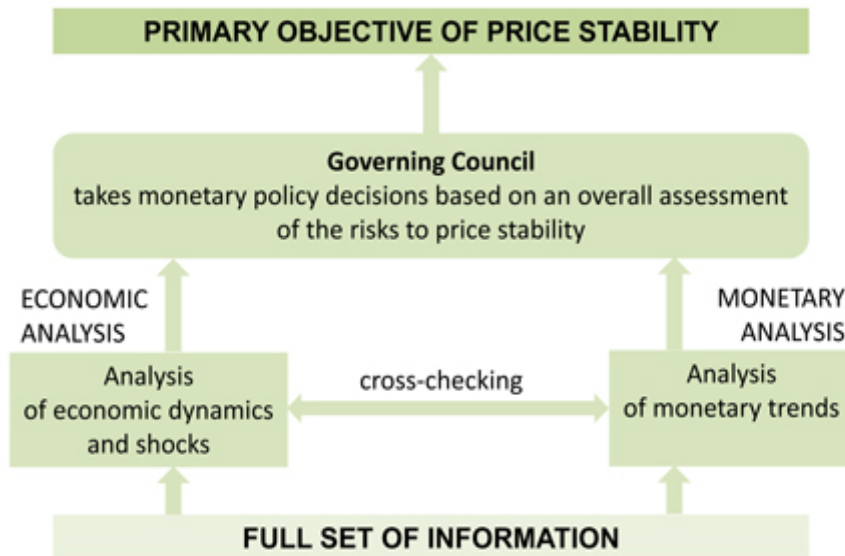 PRIMARY OBJECTIVE OF PRICE STABILITY
Governing Council
takes monetary policy decisions based on an overall assessment
of the risks to price stability
ECONOMIC
ANALYSIS
MONETARY
ANALYSIS
Analysis
of economic dynamics
and shocks
cross-checking
Analysis
of monetary trends
FULL SET OF INFORMATION